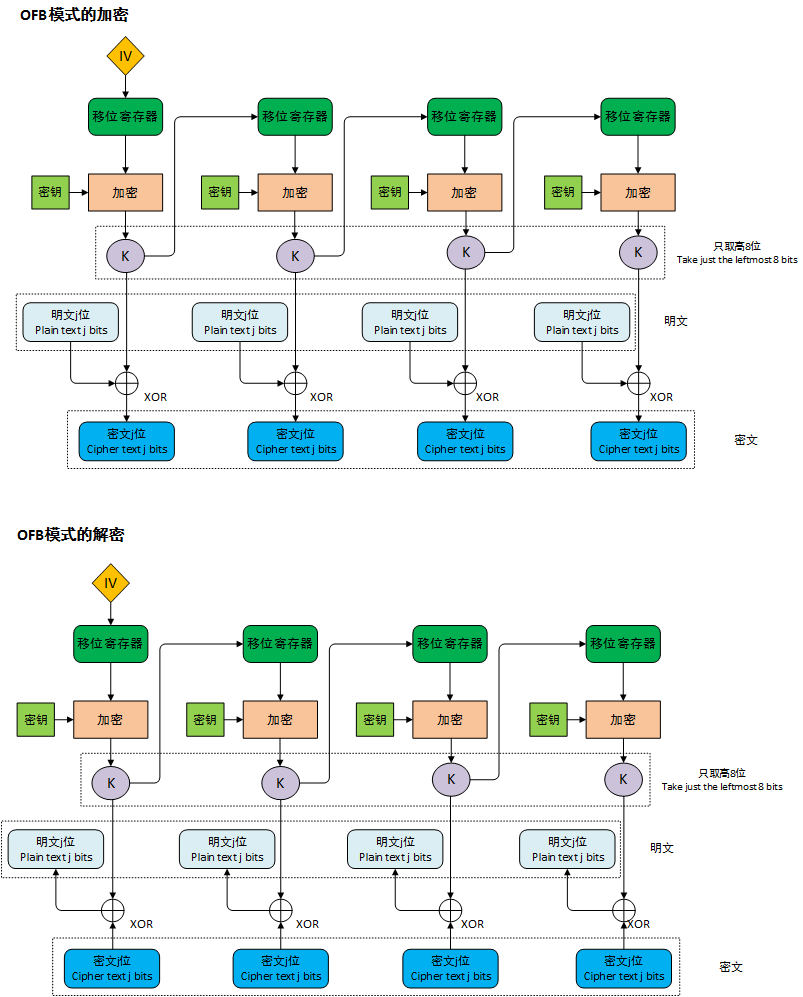 OFB模式的加密
IV
移位寄存器 移位寄存器 移位寄存器 移位寄存器
密钥 加密 密钥 加密 密钥 加密 密钥 加密
K K K K
只取高8位
Take just the leftmost 8 bits
明文j位 明文j位 明文j位 明文j位
Plain text j bits Plain text j bits Plain text j bits Plain text j bits
明文
XOR XOR XOR XOR
密文j位 密文j位 密文j位 密文j位
Cipher text j bits Cipher text j bits Cipher text j bits Cipher text j bits
密文
OFB模式的解密
IV
移位寄存器 移位寄存器 移位寄存器 移位寄存器
密钥 加密 密钥 加密 密钥 加密 密钥 加密
K K K K
只取高8位
Take just the leftmost 8 bits
明文j位 明文j位 明文j位 明文j位
Plain text j bits Plain text j bits Plain text j bits Plain text j bits
明文
XOR XOR XOR XOR
密文j位 密文j位 密文j位 密文j位
Cipher text j bits Cipher text j bits Cipher text j bits Cipher text j bits
密文